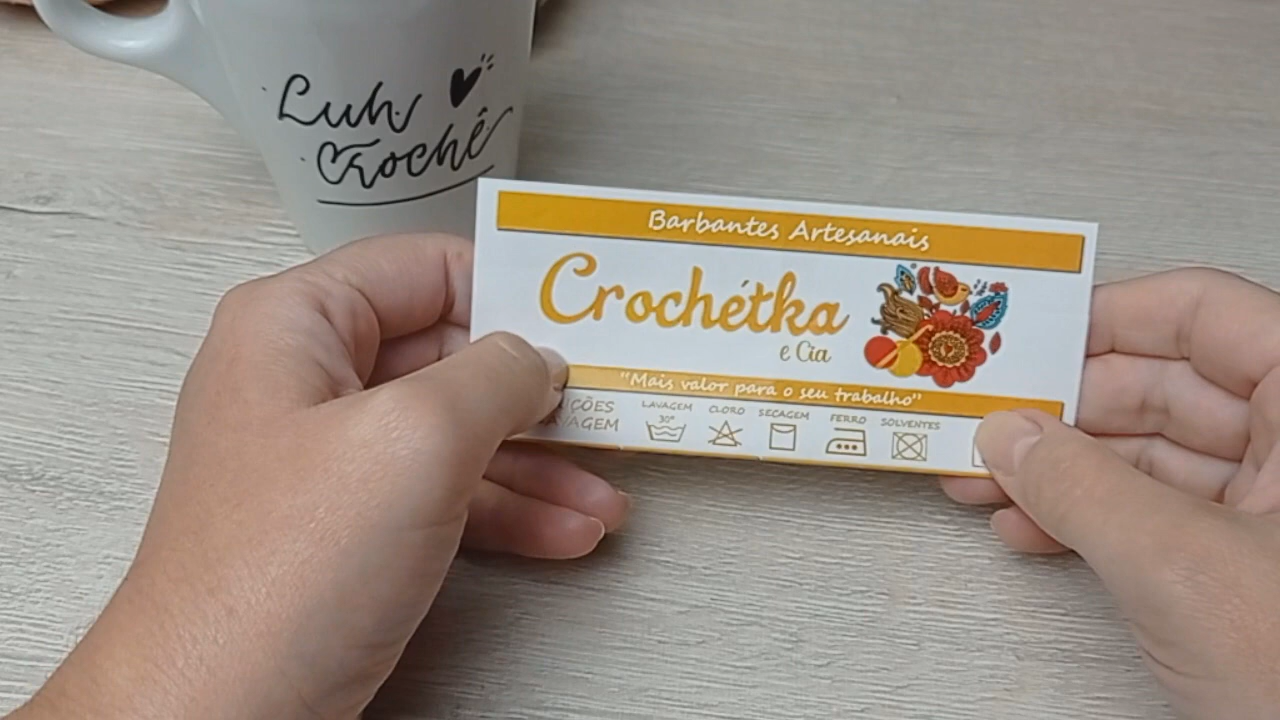 Luh
Crochê
Barbantes Artesanais
Crochétka
e Cia
"Mais valor para o seu trabalho"
LAVAGEM CLORO SECAGEM FERRO SOLVENTES
30°